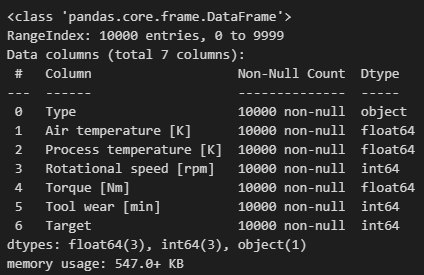 <class 'pandas.core.frame.DataFrame'>
RangeIndex: 10000 entries, 0 to 9999
Data columns (total 7 columns):
 #   Column                   Non-Null Count  Dtype
---  ------                   --------------  -----
 0   Type                     10000 non-null  object
 1   Air temperature [K]      10000 non-null  float64
 2   Process temperature [K]  10000 non-null  float64
 3   Rotational speed [rpm]   10000 non-null  int64
 4   Torque [Nm]              10000 non-null  float64
 5   Tool wear [min]          10000 non-null  int64
 6   Target                   10000 non-null  int64
dtypes: float64(3), int64(3), object(1)
memory usage: 547.0+ KB